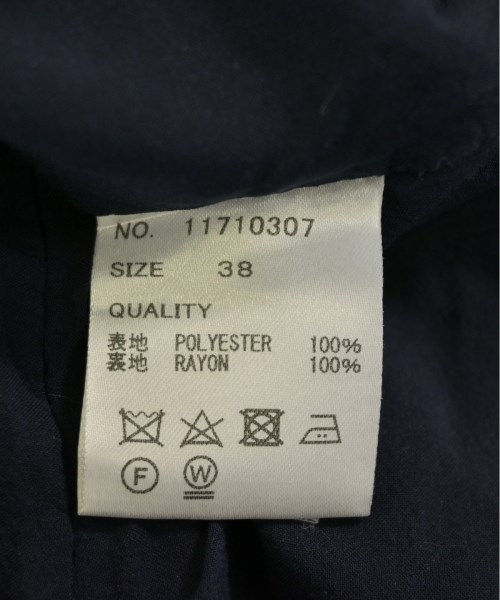 NO. 11710307
SIZE 38
QUALITY
表地 POLYESTER 100%
裏地 RAYON 100%
F W